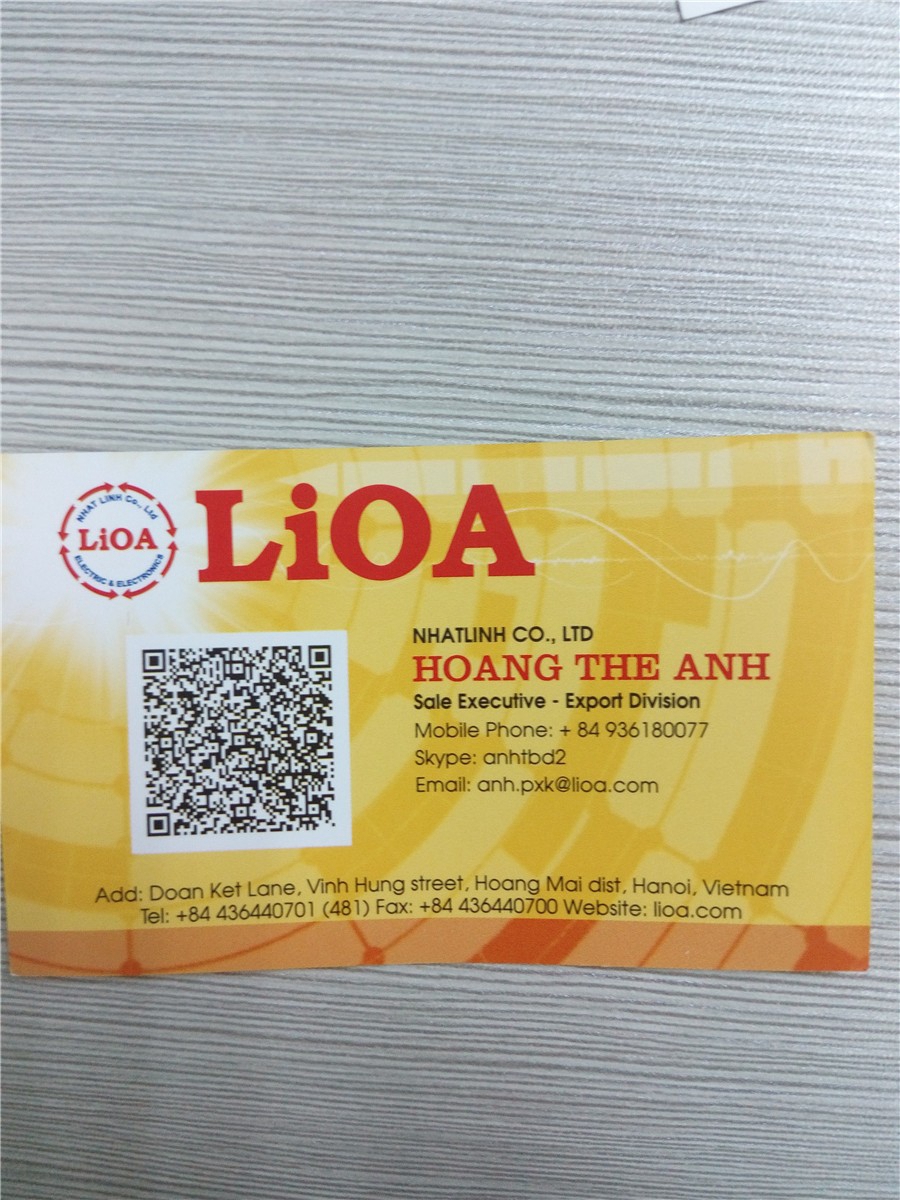 NHAT LINH Co., Ltd
LiOA
ELECTRIC & ELECTRONICS
LiOA
NHATLINH CO., LTD
HOANG THE ANH
Sale Executive - Export Division
Mobile Phone: + 84 936180077
Skype: anhtbd2
Email: anh.pxk@lioa.com
Add: Doan Ket Lane, Vinh Hung street, Hoang Mai dist, Hanoi, Vietnam
Tel: +84 436440701 (481) Fax: +84 436440700 Website: lioa.com